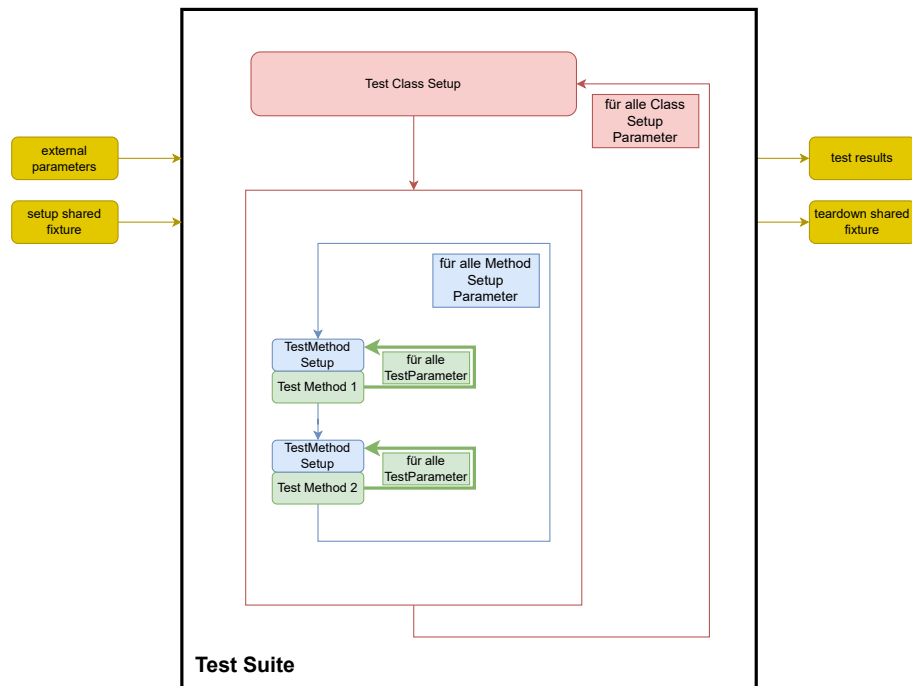 Test Class Setup
für alle Class
Setup
Parameter
external
parameters
test results
setup shared
fixture
teardown shared
fixture
für alle Method
Setup
Parameter
TestMethod
Setup
für alle
TestParameter
Test Method 1
TestMethod
Setup
für alle
TestParameter
Test Method 2
Test Suite